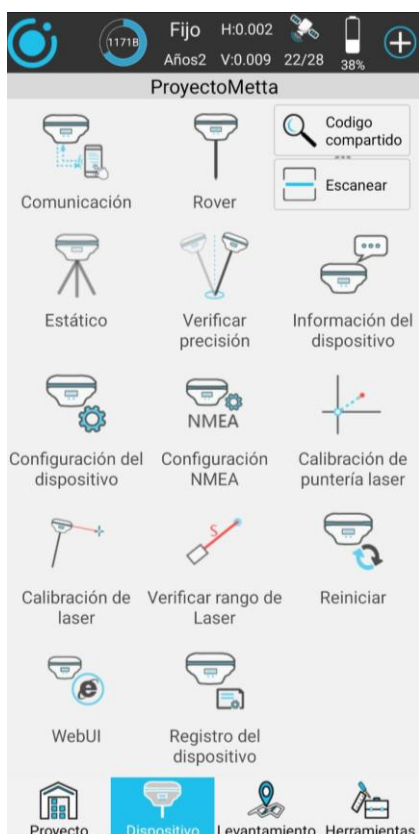 1171B
Fijo H:0.002
Años2 V:0.009 22/28 38%
ProyectoMetta
Codigo
compartido
Escanear
Comunicación
Rover
Estático
Verificar
precisión
Información del
dispositivo
NMEA
Configuración del
dispositivo
Configuración
NMEA
Calibración de
puntería laser
S
Calibración de
laser
Verificar rango de
Laser
Reiniciar
e
WebUI
Registro del
dispositivo
Proyecto
Dispositivo
Levantamiento
Herramientas